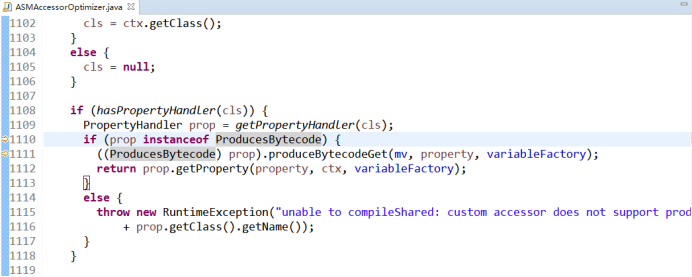 ASMAccessorOptimizer.java
1102 cls = ctx.getClass();
1103 }
1104 else {
1105 cls = null;
1106 }
1107
1108 if (hasPropertyHandler(cls)) {
1109 PropertyHandler prop = getPropertyHandler(cls);
1110 if (prop instanceof ProducesBytecode) {
1111 ((ProducesBytecode) prop).produceBytecodeGet(mv, property, variableFactory);
1112 return prop.getProperty(property, ctx, variableFactory);
1113 }
1114 else {
1115 throw new RuntimeException("unable to compileShared: custom accessor does not support prod
1116 + prop.getClass().getName());
1117 }
1118 }
1119